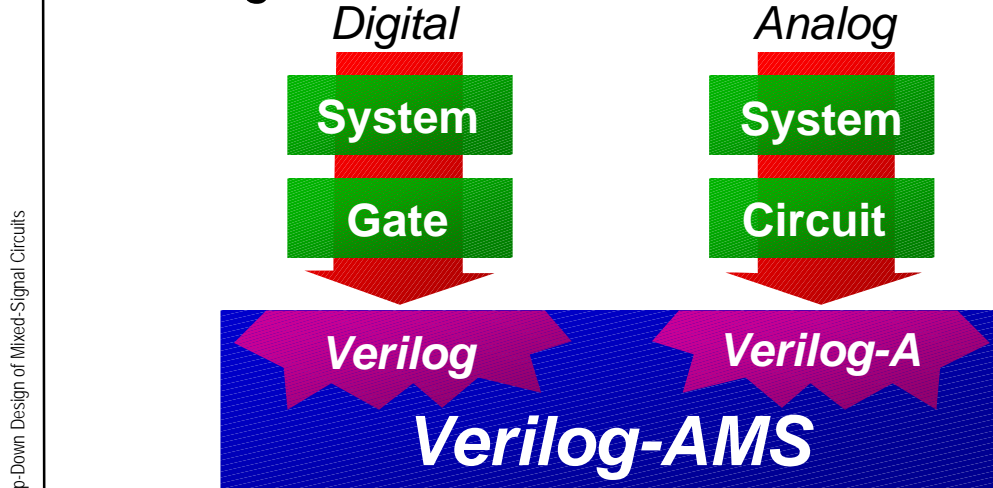 Digital
Analog
System
System
Gate
Circuit
Verilog
Verilog-A
Verilog-AMS
p-Down Design of Mixed-Signal Circuits